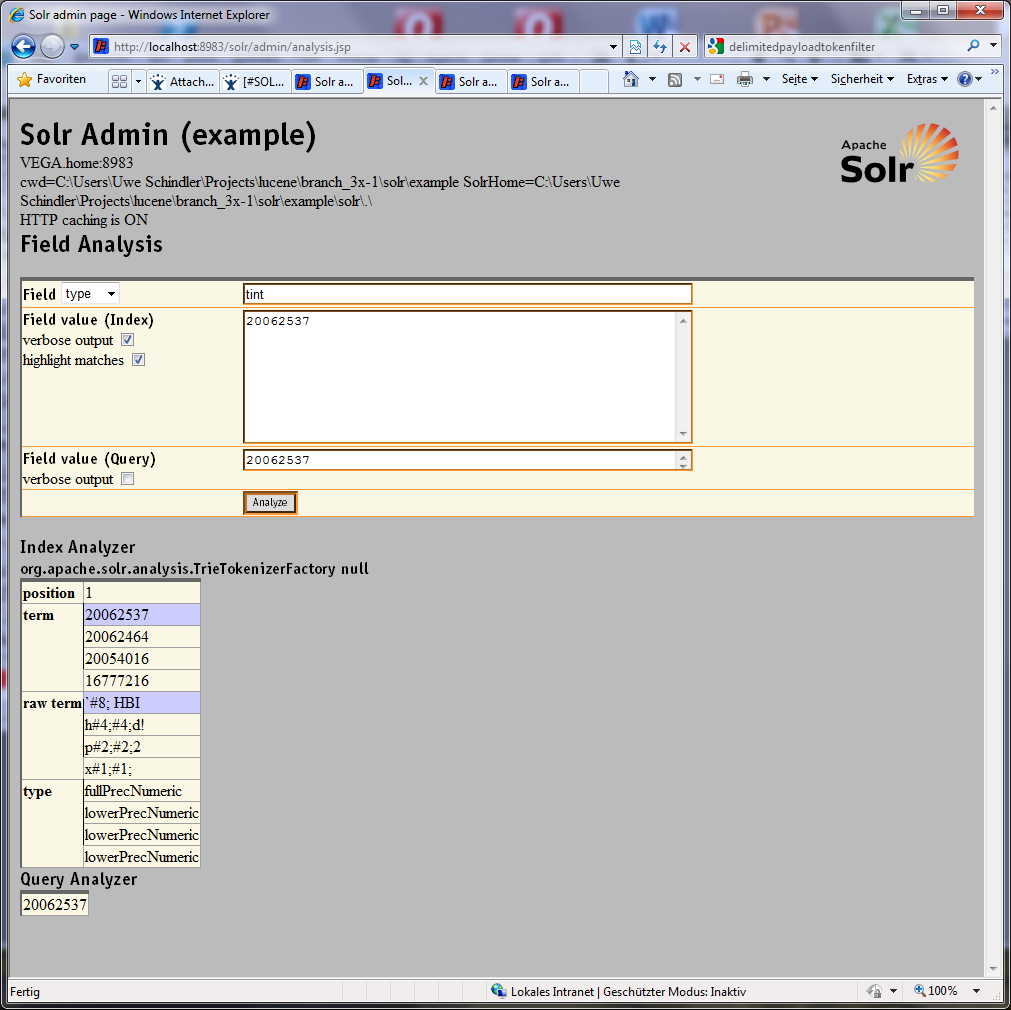 Solr admin page - Windows Internet Explorer
http://localhost:8983/solr/admin/analysis.jsp
delimitedpayloadtokenfilter
Favoriten
Attach...
[#SOL...
Solr a...
Sol...
Solr a...
Solr a...
Seite
Sicherheit
Extras
Solr Admin (example)
VEGA.home:8983
cwd=C:\Users\Uwe Schindler\Projects\lucene\branch_3x-1\solr\example SolrHome=C:\Users\Uwe
Schindler\Projects\lucene\branch_3x-1\solr\example\solr\.\
HTTP caching is ON
Apache
Solr
Field Analysis
Field type tint
Field value (Index) 20062537
verbose output
highlight matches
Field value (Query) 20062537
verbose output
Analyze
Index Analyzer
org.apache.solr.analysis.TrieTokenizerFactory null
position 1
term 20062537
20062464
20054016
16777216
raw term `#8; HBI
h#4;#4;d!
p#2;#2;2
x#1;#1;
type fullPrecNumeric
lowerPrecNumeric
lowerPrecNumeric
lowerPrecNumeric
Query Analyzer
20062537
Fertig
Lokales Intranet | Geschützter Modus: Inaktiv
100%